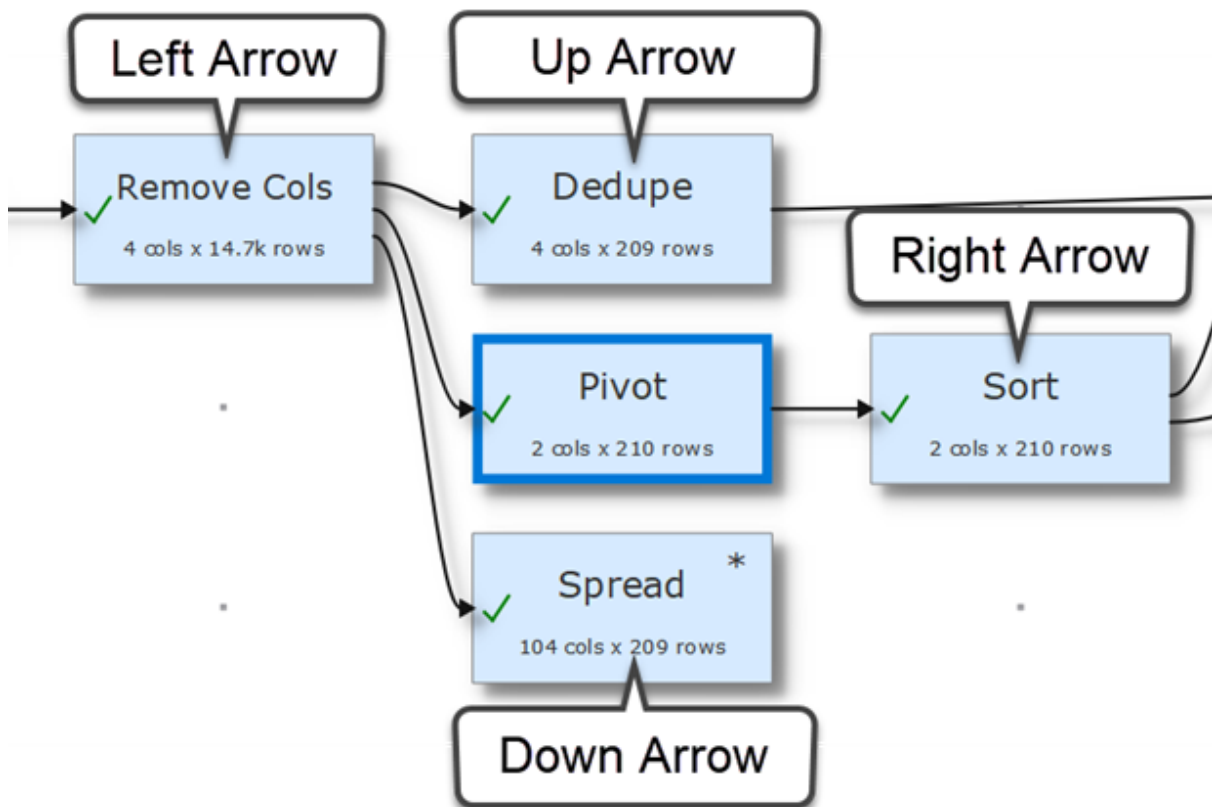 Left Arrow
Up Arrow
Remove Cols
4 cols x 14.7k rows
Dedupe
4 cols x 209 rows
Right Arrow
Pivot
2 cols x 210 rows
Sort
2 cols x 210 rows
Spread *
104 cols x 209 rows
Down Arrow